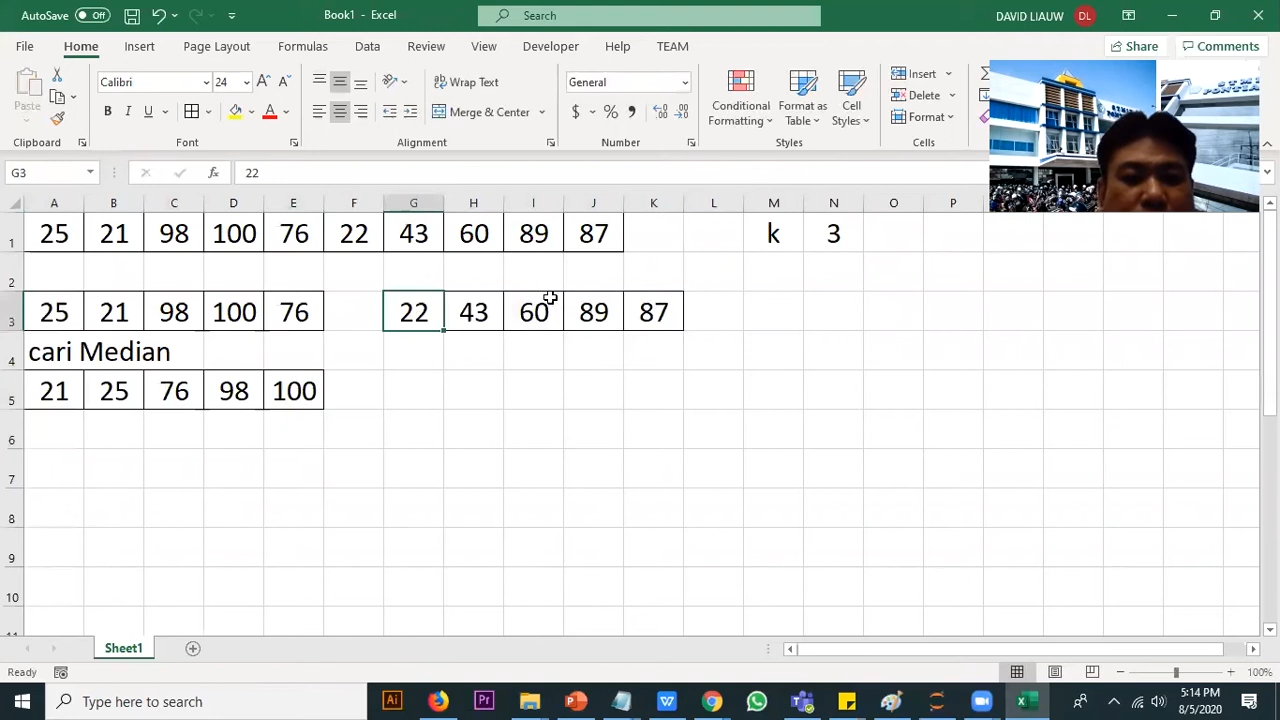 AutoSave Off Book1 - Excel Search DAVID LIAUW DL
File Home Insert Page Layout Formulas Data Review View Developer Help TEAM Share Comments
Paste Calibri 24 Wrap Text General Conditional Formatting Format as Table Cell Styles Insert
B I U Merge & Center $ % Delete
Format
Clipboard Font Alignment Number Styles Cells
G3 fx 22
A B C D E F G H I J K L M N O P
1 25 21 98 100 76 22 43 60 89 87 k 3
2
3 25 21 98 100 76 22 43 60 89 87
4 cari Median
5 21 25 76 98 100
6
7
8
9
10
Sheet1
Ready 100%
Type here to search 5:14 PM
8/5/2020